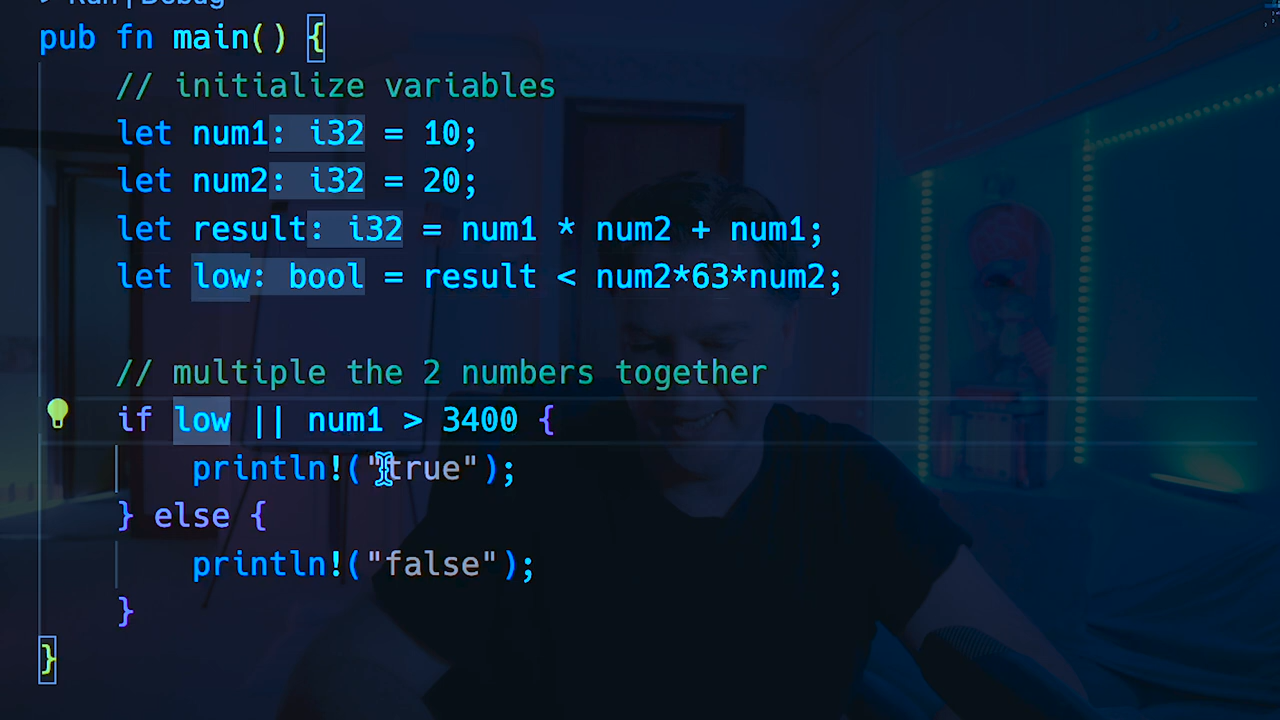 Run | Debug
pub fn main() {
// initialize variables
let num1: i32 = 10;
let num2: i32 = 20;
let result: i32 = num1 * num2 + num1;
let low: bool = result < num2*63*num2;
// multiple the 2 numbers together
if low || num1 > 3400 {
println!("true");
} else {
println!("false");
}
}